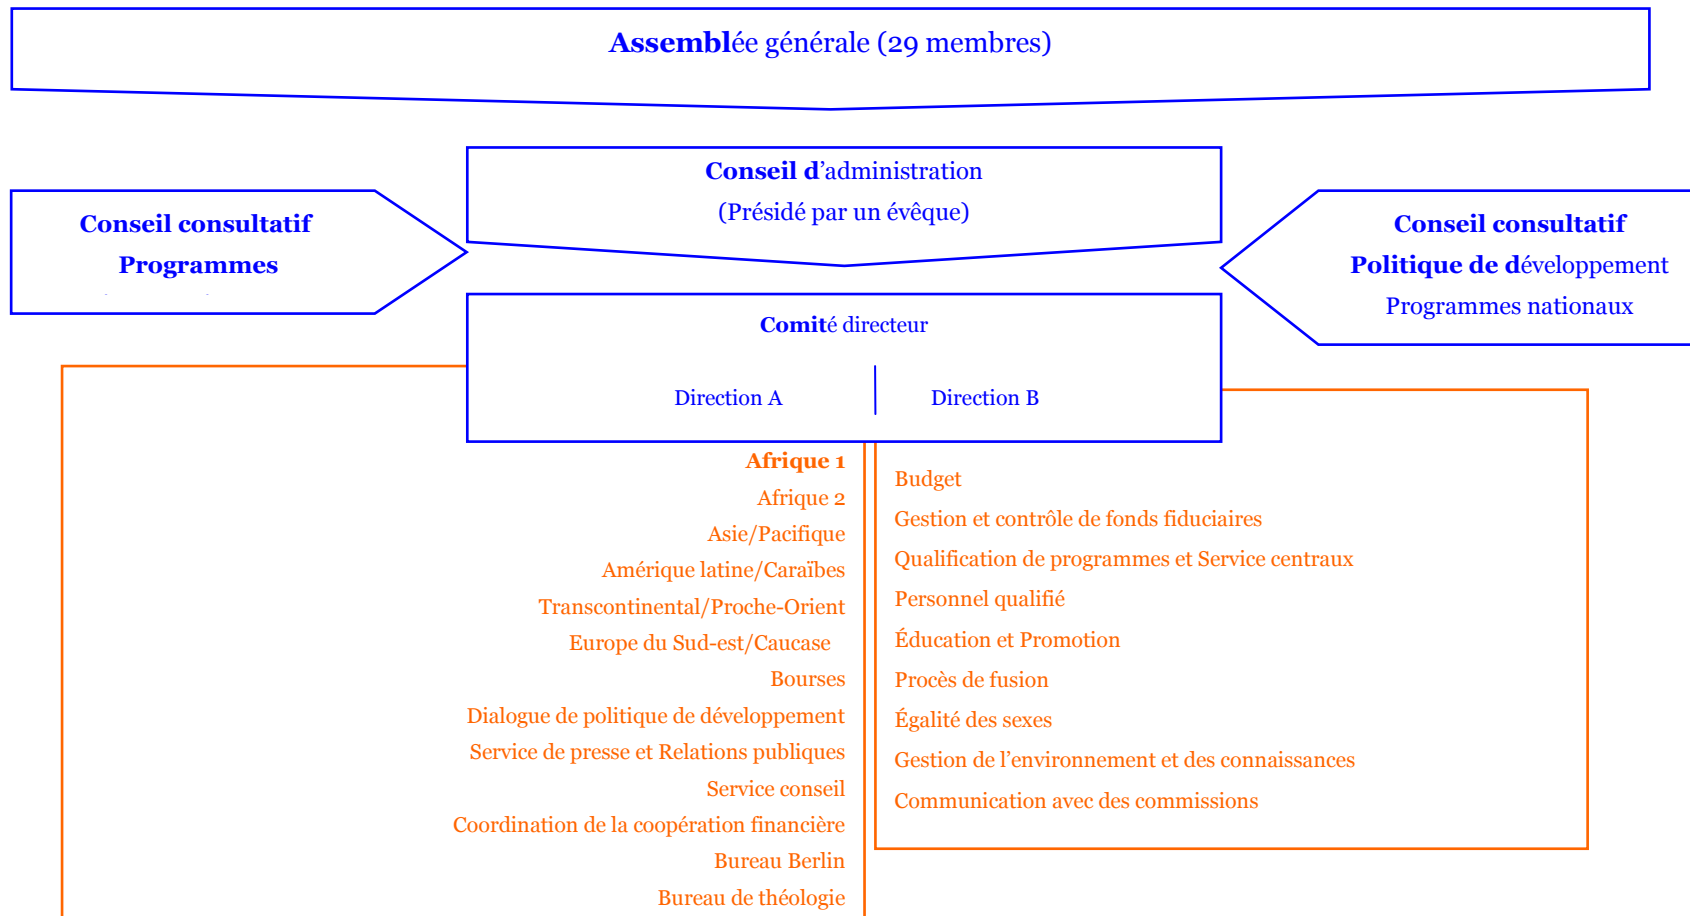 Assemblée générale (29 membres)
Conseil d’administration
(Présidé par un évêque)
Conseil consultatif
Programmes
Conseil consultatif
Politique de développement
Programmes nationaux
Comité directeur
Direction A
Direction B
Afrique 1
Afrique 2
Asie/Pacifique
Amérique latine/Caraïbes
Transcontinental/Proche-Orient
Europe du Sud-est/Caucase
Bourses
Dialogue de politique de développement
Service de presse et Relations publiques
Service conseil
Coordination de la coopération financière
Bureau Berlin
Bureau de théologie
Budget
Gestion et contrôle de fonds fiduciaires
Qualification de programmes et Service centraux
Personnel qualifié
Éducation et Promotion
Procès de fusion
Égalité des sexes
Gestion de l’environnement et des connaissances
Communication avec des commissions